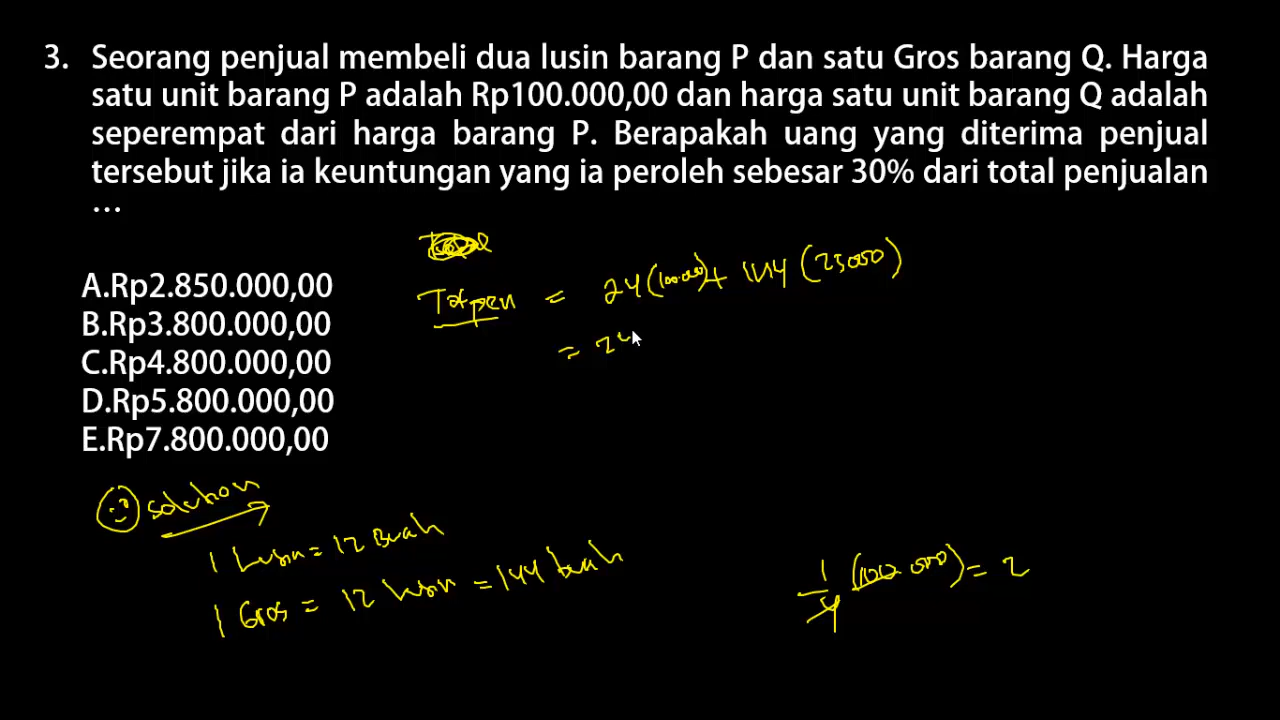 3. Seorang penjual membeli dua lusin barang P dan satu Gros barang Q. Harga
satu unit barang P adalah Rp100.000,00 dan harga satu unit barang Q adalah
seperempat dari harga barang P. Berapakah uang yang diterima penjual
tersebut jika ia keuntungan yang ia peroleh sebesar 30% dari total penjualan
...
Tot pen = 24 (100.000) + 144 (25000)
= 24
A.Rp2.850.000,00
B.Rp3.800.000,00
C.Rp4.800.000,00
D.Rp5.800.000,00
E.Rp7.800.000,00
solution
1 Lusin = 12 Buah
1 Gros = 12 lusin = 144 buah
1/4 (100 000) = 2